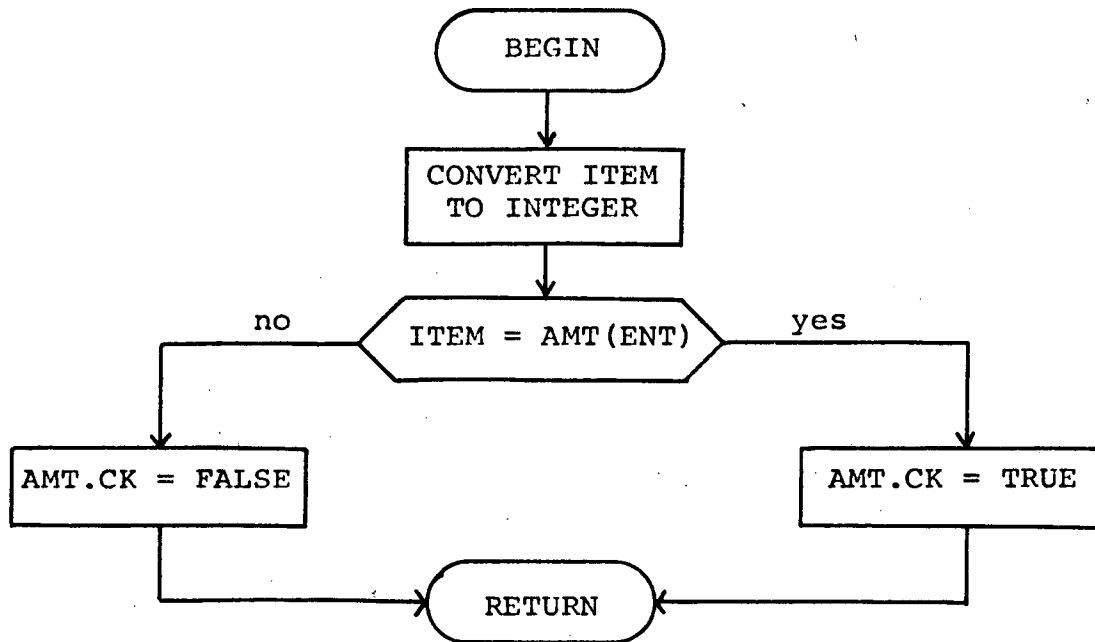 BEGIN
CONVERT ITEM
TO INTEGER
no
ITEM = AMT(ENT)
yes
AMT.CK = FALSE
AMT.CK = TRUE
RETURN